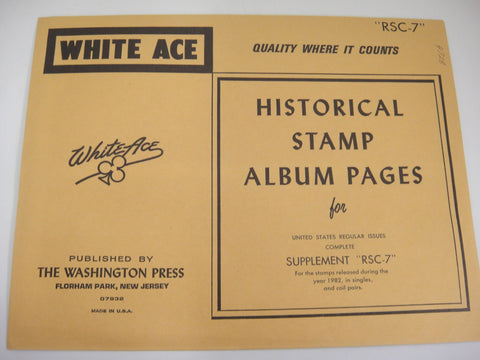 "RSC-7"
WHITE ACE
QUALITY WHERE IT COUNTS
White Ace
PUBLISHED BY
THE WASHINGTON PRESS
FLORHAM PARK, NEW JERSEY
07932
MADE IN U.S.A.
HISTORICAL
STAMP
ALBUM PAGES
for
UNITED STATES REGULAR ISSUES
COMPLETE
SUPPLEMENT "RSC-7"
For the stamps released during the
year 1982, in singles,
and coil pairs.